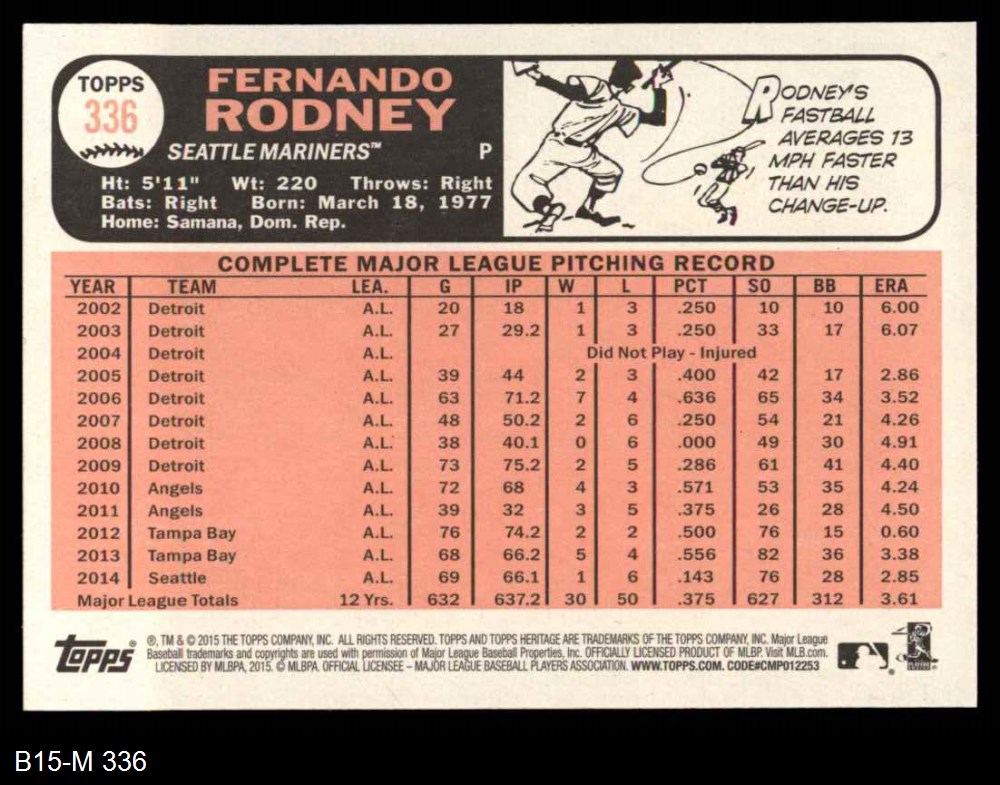 TOPPS
336
FERNANDO
RODNEY
SEATTLE MARINERS™ P
Ht: 5'11" Wt: 220 Throws: Right
Bats: Right Born: March 18, 1977
Home: Samana, Dom. Rep.
RODNEY'S
FASTBALL
AVERAGES 13
MPH FASTER
THAN HIS
CHANGE-UP.
COMPLETE MAJOR LEAGUE PITCHING RECORD
YEAR TEAM LEA. G IP W L PCT SO BB ERA
2002 Detroit A.L. 20 18 1 3 .250 10 10 6.00
2003 Detroit A.L. 27 29.2 1 3 .250 33 17 6.07
2004 Detroit A.L. Did Not Play - Injured
2005 Detroit A.L. 39 44 2 3 .400 42 17 2.86
2006 Detroit A.L. 63 71.2 7 4 .636 65 34 3.52
2007 Detroit A.L. 48 50.2 2 6 .250 54 21 4.26
2008 Detroit A.L. 38 40.1 0 6 .000 49 30 4.91
2009 Detroit A.L. 73 75.2 2 5 .286 61 41 4.40
2010 Angels A.L. 72 68 4 3 .571 53 35 4.24
2011 Angels A.L. 39 32 3 5 .375 26 28 4.50
2012 Tampa Bay A.L. 76 74.2 2 2 .500 76 15 0.60
2013 Tampa Bay A.L. 68 66.2 5 4 .556 82 36 3.38
2014 Seattle A.L. 69 66.1 1 6 .143 76 28 2.85
Major League Totals 12 Yrs. 632 637.2 30 50 .375 627 312 3.61
Topps®
®, TM & © 2015 THE TOPPS COMPANY, INC. ALL RIGHTS RESERVED. TOPPS AND TOPPS HERITAGE ARE TRADEMARKS OF THE TOPPS COMPANY, INC. Major League
Baseball trademarks and copyrights are used with permission of Major League Baseball Properties, Inc. OFFICIALLY LICENSED PRODUCT OF MLBP. Visit MLB.com.
LICENSED BY MLBPA, 2015. © MLBPA. OFFICIAL LICENSEE – MAJOR LEAGUE BASEBALL PLAYERS ASSOCIATION. WWW.TOPPS.COM. CODE#CMP012253
B15-M 336